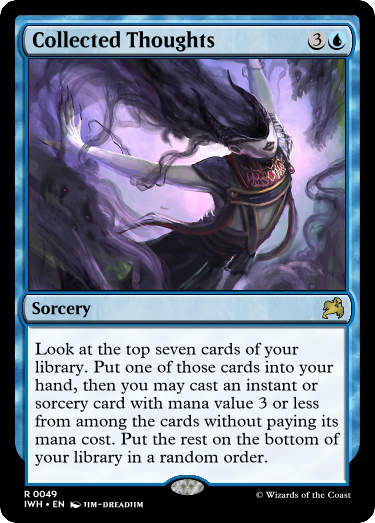 Collected Thoughts 3
Sorcery
Look at the top seven cards of your
library. Put one of those cards into your
hand, then you may cast an instant or
sorcery card with mana value 3 or less
from among the cards without paying its
mana cost. Put the rest on the bottom of
your library in a random order.
R 0049
IWH • EN JIM-DREADJIM
© Wizards of the Coast